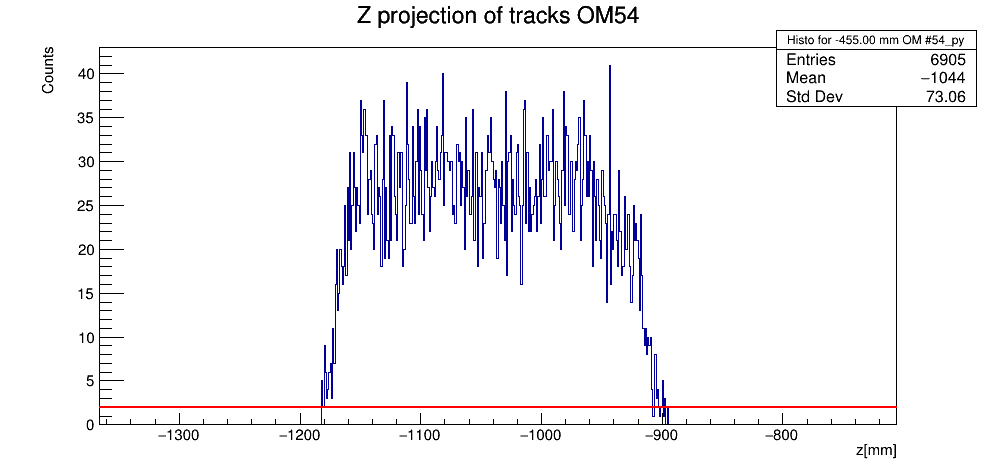 Z projection of tracks OM54
Histo for -455.00 mm OM #54_py
Entries 6905
Mean −1044
Std Dev 73.06
Counts
40
35
30
25
20
15
10
5
0
−1300 −1200 −1100 −1000 −900 −800
z[mm]